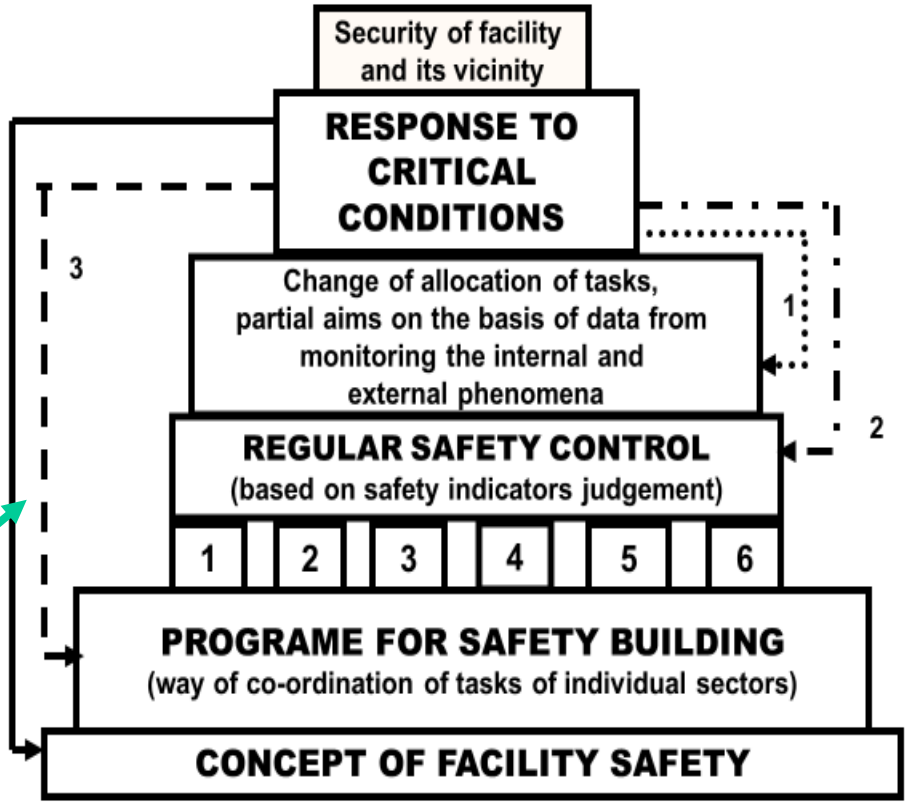 Security of facility
and its vicinity
RESPONSE TO
CRITICAL
CONDITIONS
3
Change of allocation of tasks,
partial aims on the basis of data from
monitoring the internal and
external phenomena
1
2
REGULAR SAFETY CONTROL
(based on safety indicators judgement)
1 2 3 4 5 6
PROGRAME FOR SAFETY BUILDING
(way of co-ordination of tasks of individual sectors)
CONCEPT OF FACILITY SAFETY